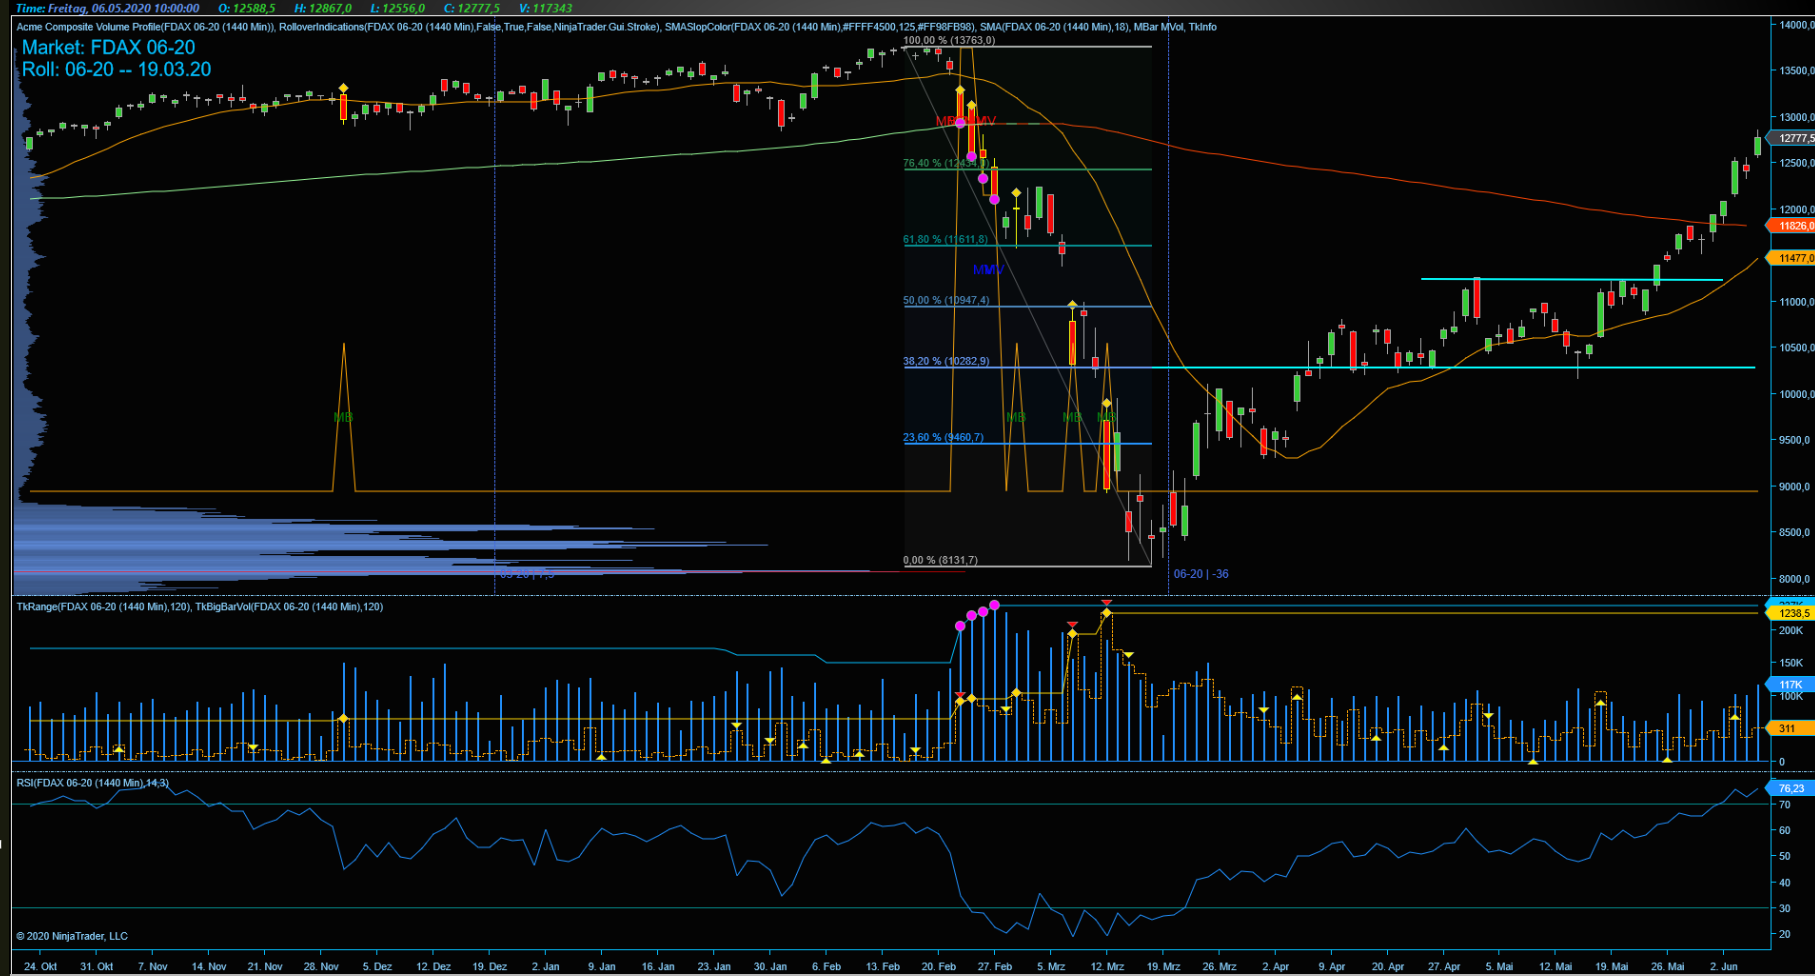 Time: Freitag, 06.05.2020 10:00:00 O: 12588,5 H: 12867,0 L: 12556,0 C: 12777,5 V: 117343
Acme Composite Volume Profile(FDAX 06-20 (1440 Min)), RolloverIndications(FDAX 06-20 (1440 Min),False,True,False,NinjaTrader.Gui.Stroke), SMASlopColor(FDAX 06-20 (1440 Min),#FFFF4500,125,#FF98FB98), SMA(FDAX 06-20 (1440 Min),18), MBar MVol, TkInfo
Market: FDAX 06-20
Roll: 06-20 -- 19.03.20
100,00 % (13763,0)
76,40 %
61,80 % (11611,8)
50,00 % (10947,4)
38,20 % (10282,9)
23,60 % (9460,7)
0,00 % (8131,7)
MB
MB
MB
MB
06-20 | -36
14000,0
13500,0
13000,0
12777,5
12500,0
12000,0
11826,0
11477,0
11000,0
10500,0
10000,0
9500,0
9000,0
8500,0
8000,0
TkRange(FDAX 06-20 (1440 Min),120), TkBigBarVol(FDAX 06-20 (1440 Min),120)
1238,5
200K
150K
117K
100K
311
0
RSI(FDAX 06-20 (1440 Min),14,3)
76,23
70
60
50
40
30
20
© 2020 NinjaTrader, LLC
24. Okt 31. Okt 7. Nov 14. Nov 21. Nov 28. Nov 5. Dez 12. Dez 19. Dez 2. Jan 9. Jan 16. Jan 23. Jan 30. Jan 6. Feb 13. Feb 20. Feb 27. Feb 5. Mrz 12. Mrz 19. Mrz 26. Mrz 2. Apr 9. Apr 16. Apr 20. Apr 27. Apr 5. Mai 12. Mai 19. Mai 26. Mai 2. Jun